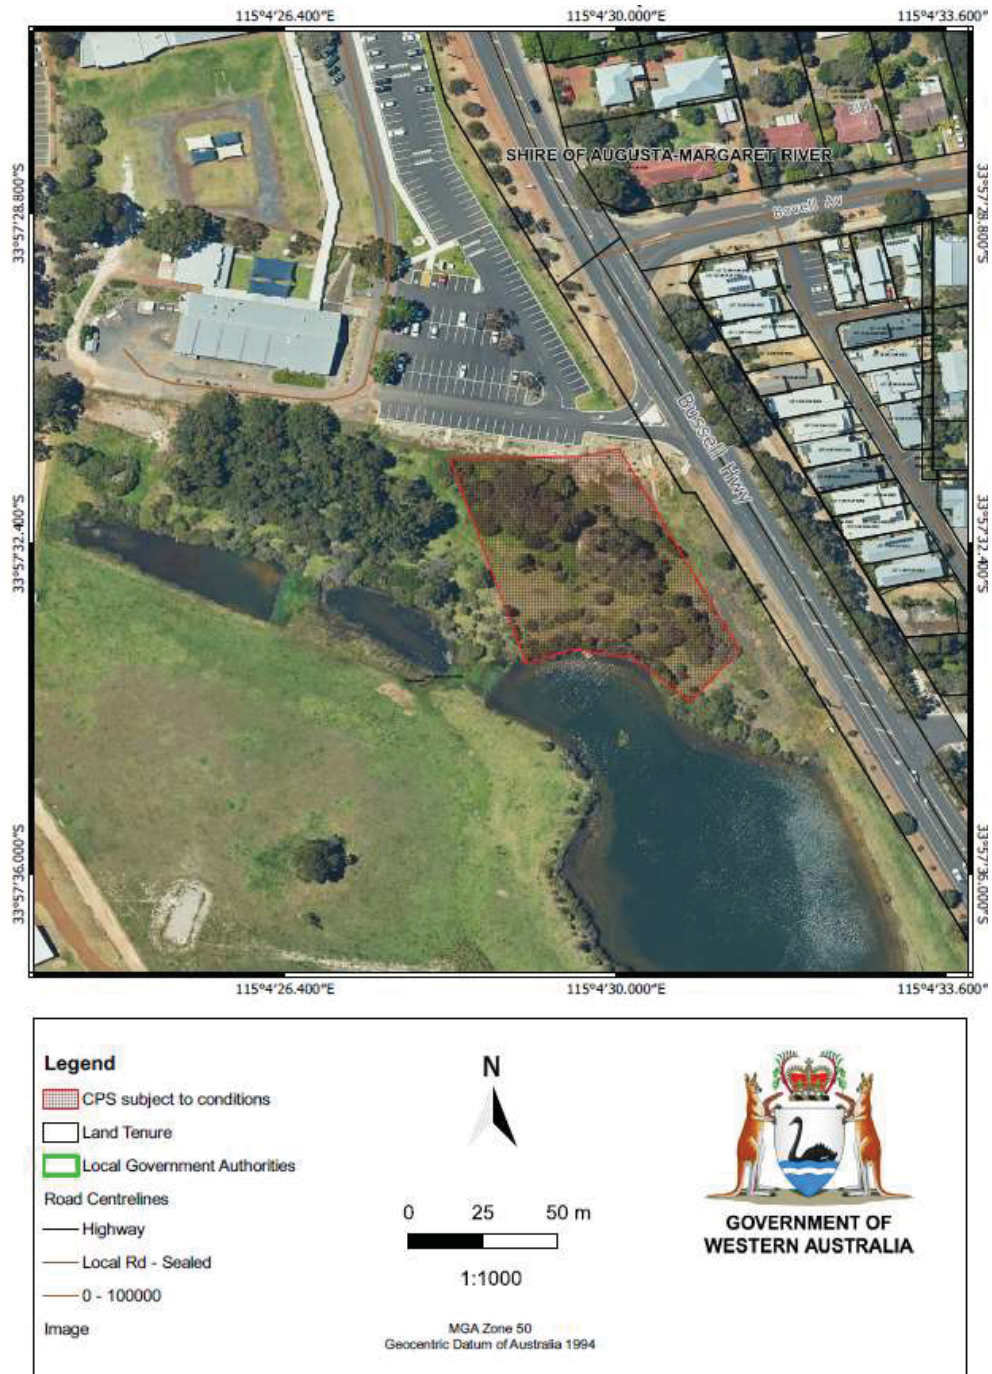 115°4'26.400"E
115°4'30.000"E
115°4'33.600"E
33°57'28.800"S
33°57'28.800"S
SHIRE OF AUGUSTA-MARGARET RIVER
Bovell Av
Bussell Hwy
33°57'32.400"S
33°57'32.400"S
33°57'36.000"S
33°57'36.000"S
115°4'26.400"E
115°4'30.000"E
115°4'33.600"E
Legend
CPS subject to conditions
Land Tenure
Local Government Authorities
Road Centrelines
Highway
Local Rd - Sealed
0 - 100000
Image
N
0 25 50 m
1:1000
MGA Zone 50
Geocentric Datum of Australia 1994
GOVERNMENT OF
WESTERN AUSTRALIA